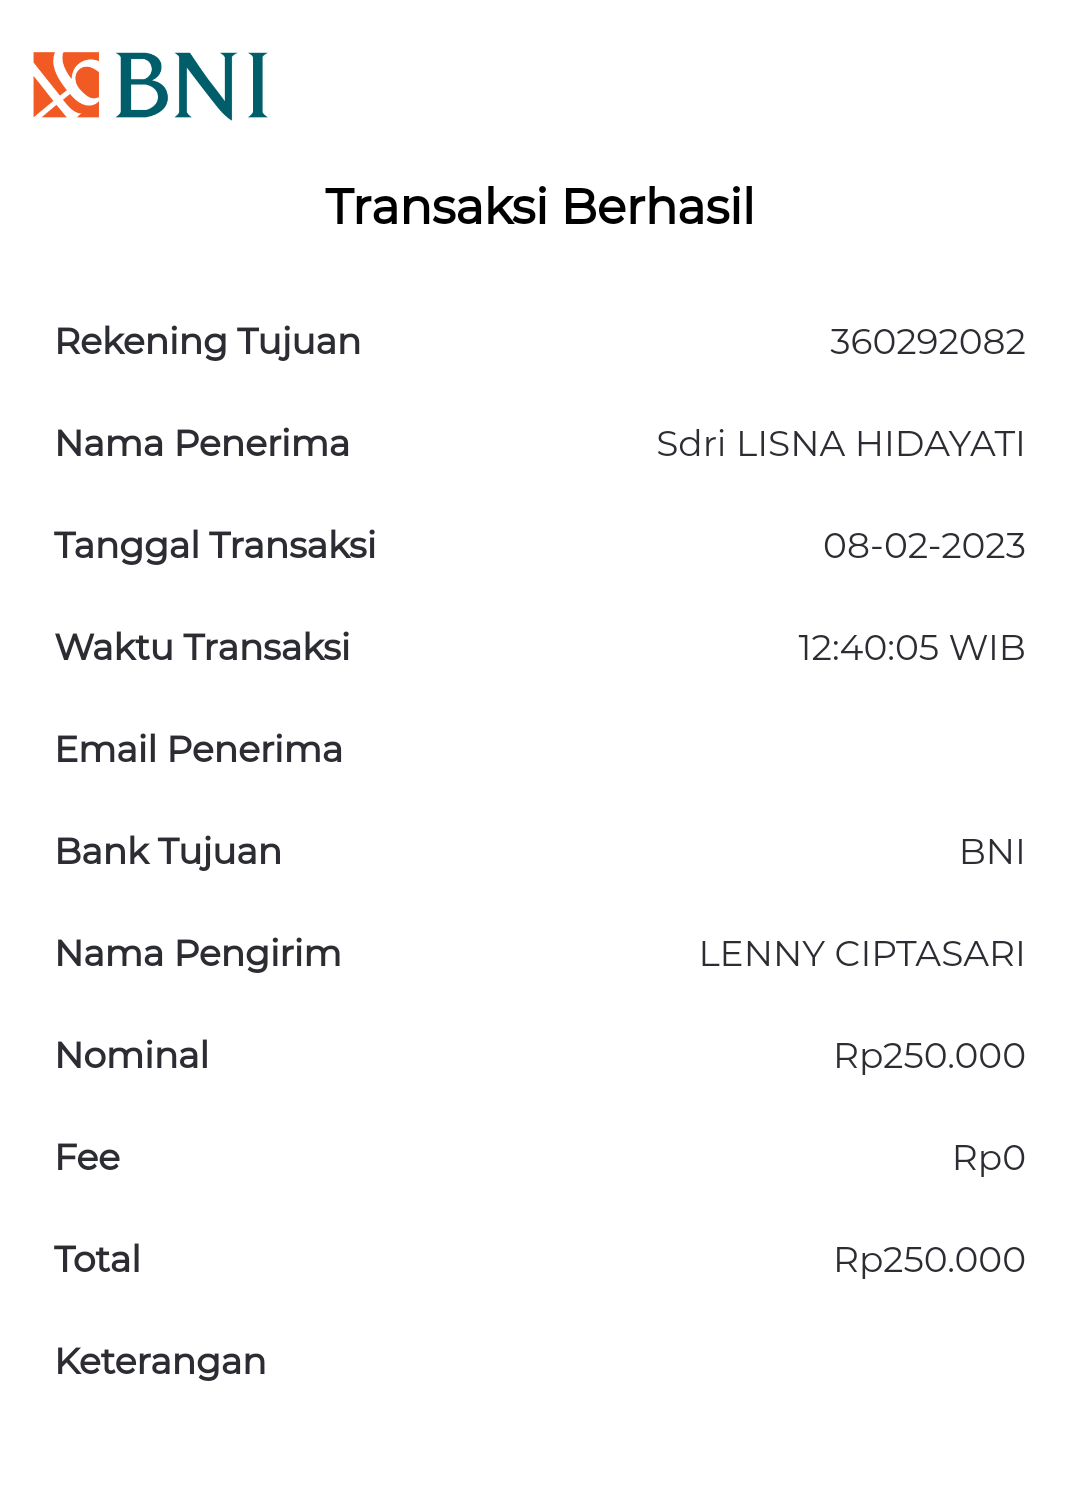 BNI
Transaksi Berhasil
Rekening Tujuan 360292082
Nama Penerima Sdri LISNA HIDAYATI
Tanggal Transaksi 08-02-2023
Waktu Transaksi 12:40:05 WIB
Email Penerima
Bank Tujuan BNI
Nama Pengirim LENNY CIPTASARI
Nominal Rp250.000
Fee Rp0
Total Rp250.000
Keterangan